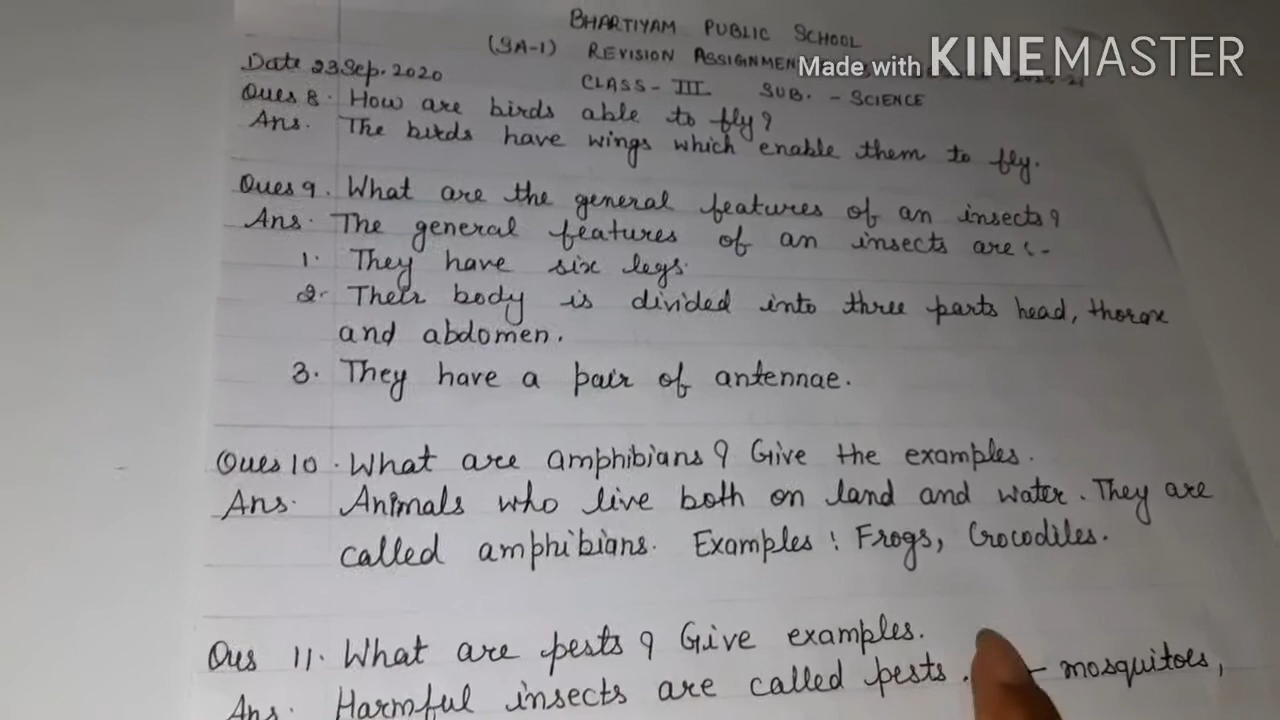 BHARTIYAM PUBLIC SCHOOL
(SA-1) REVISION ASSIGNMENT
Made with KINEMASTER
Date 23 Sep. 2020 CLASS - III SUB. - SCIENCE
Ques 8. How are birds able to fly?
Ans. The birds have wings which enable them to fly.
Ques 9. What are the general features of an insects?
Ans. The general features of an insects are :-
1. They have six legs.
2. Their body is divided into three parts head, thorax
and abdomen.
3. They have a pair of antennae.
Ques 10. What are amphibians? Give the examples.
Ans. Animals who live both on land and water. They are
called amphibians. Examples : Frogs, Crocodiles.
Ques 11. What are pests? Give examples.
Ans. Harmful insects are called pests. - mosquitoes,